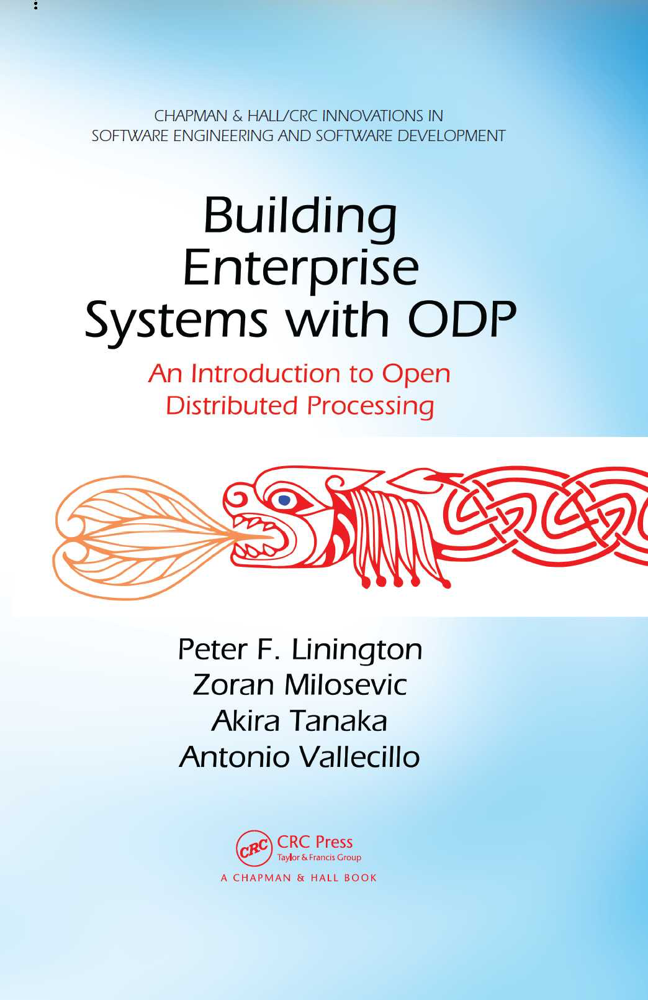 CHAPMAN & HALL/CRC INNOVATIONS IN
SOFTWARE ENGINEERING AND SOFTWARE DEVELOPMENT
Building
Enterprise
Systems with ODP
An Introduction to Open
Distributed Processing
Peter F. Linington
Zoran Milosevic
Akira Tanaka
Antonio Vallecillo
CRC CRC Press
Taylor & Francis Group
A CHAPMAN & HALL BOOK